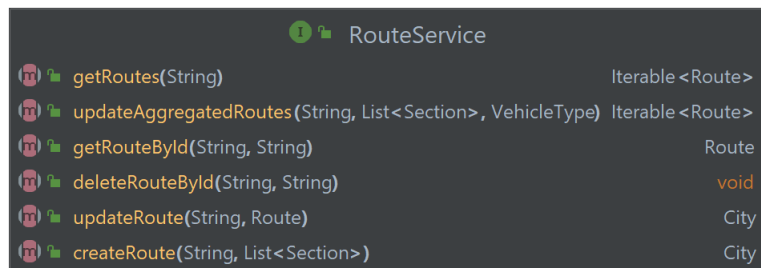 RouteService
getRoutes(String) Iterable<Route>
updateAggregatedRoutes(String, List<Section>, VehicleType) Iterable<Route>
getRouteById(String, String) Route
deleteRouteById(String, String) void
updateRoute(String, Route) City
createRoute(String, List<Section>) City